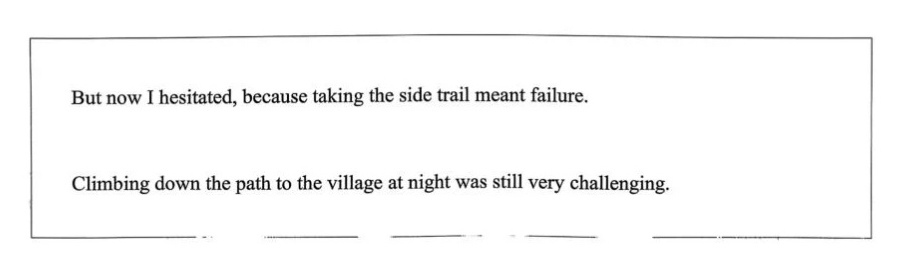 But now I hesitated, because taking the side trail meant failure.
Climbing down the path to the village at night was still very challenging.